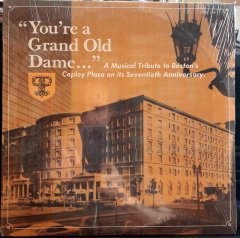 “You're a
Grand Old
Dame...”
A Musical Tribute to Boston's
Copley Plaza on its Seventieth Anniversary.